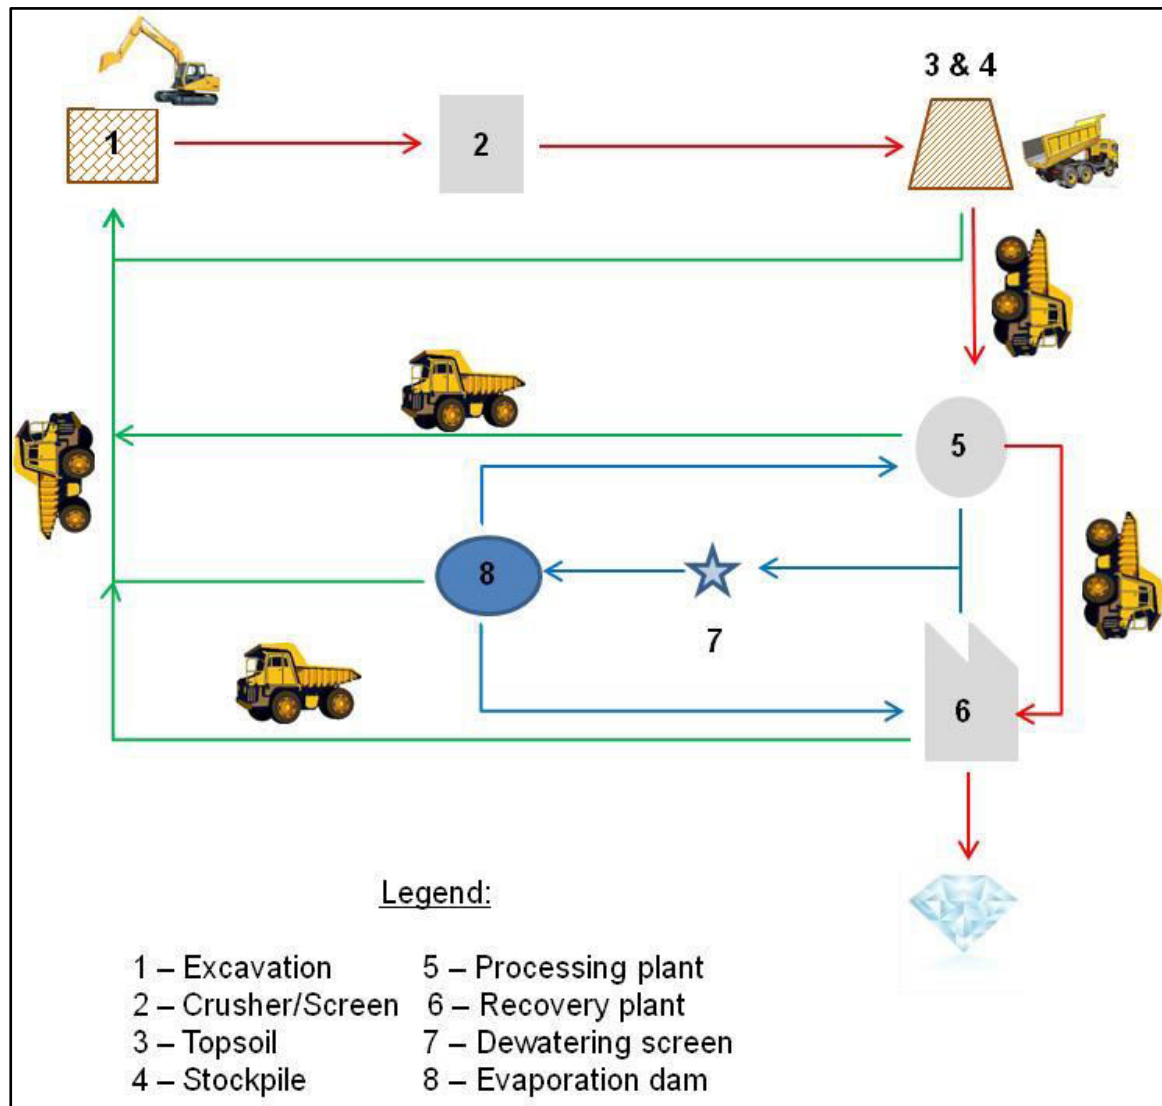 3 & 4
1
2
5
8
7
6
Legend:
1 – Excavation
2 – Crusher/Screen
3 – Topsoil
4 – Stockpile
5 – Processing plant
6 – Recovery plant
7 – Dewatering screen
8 – Evaporation dam